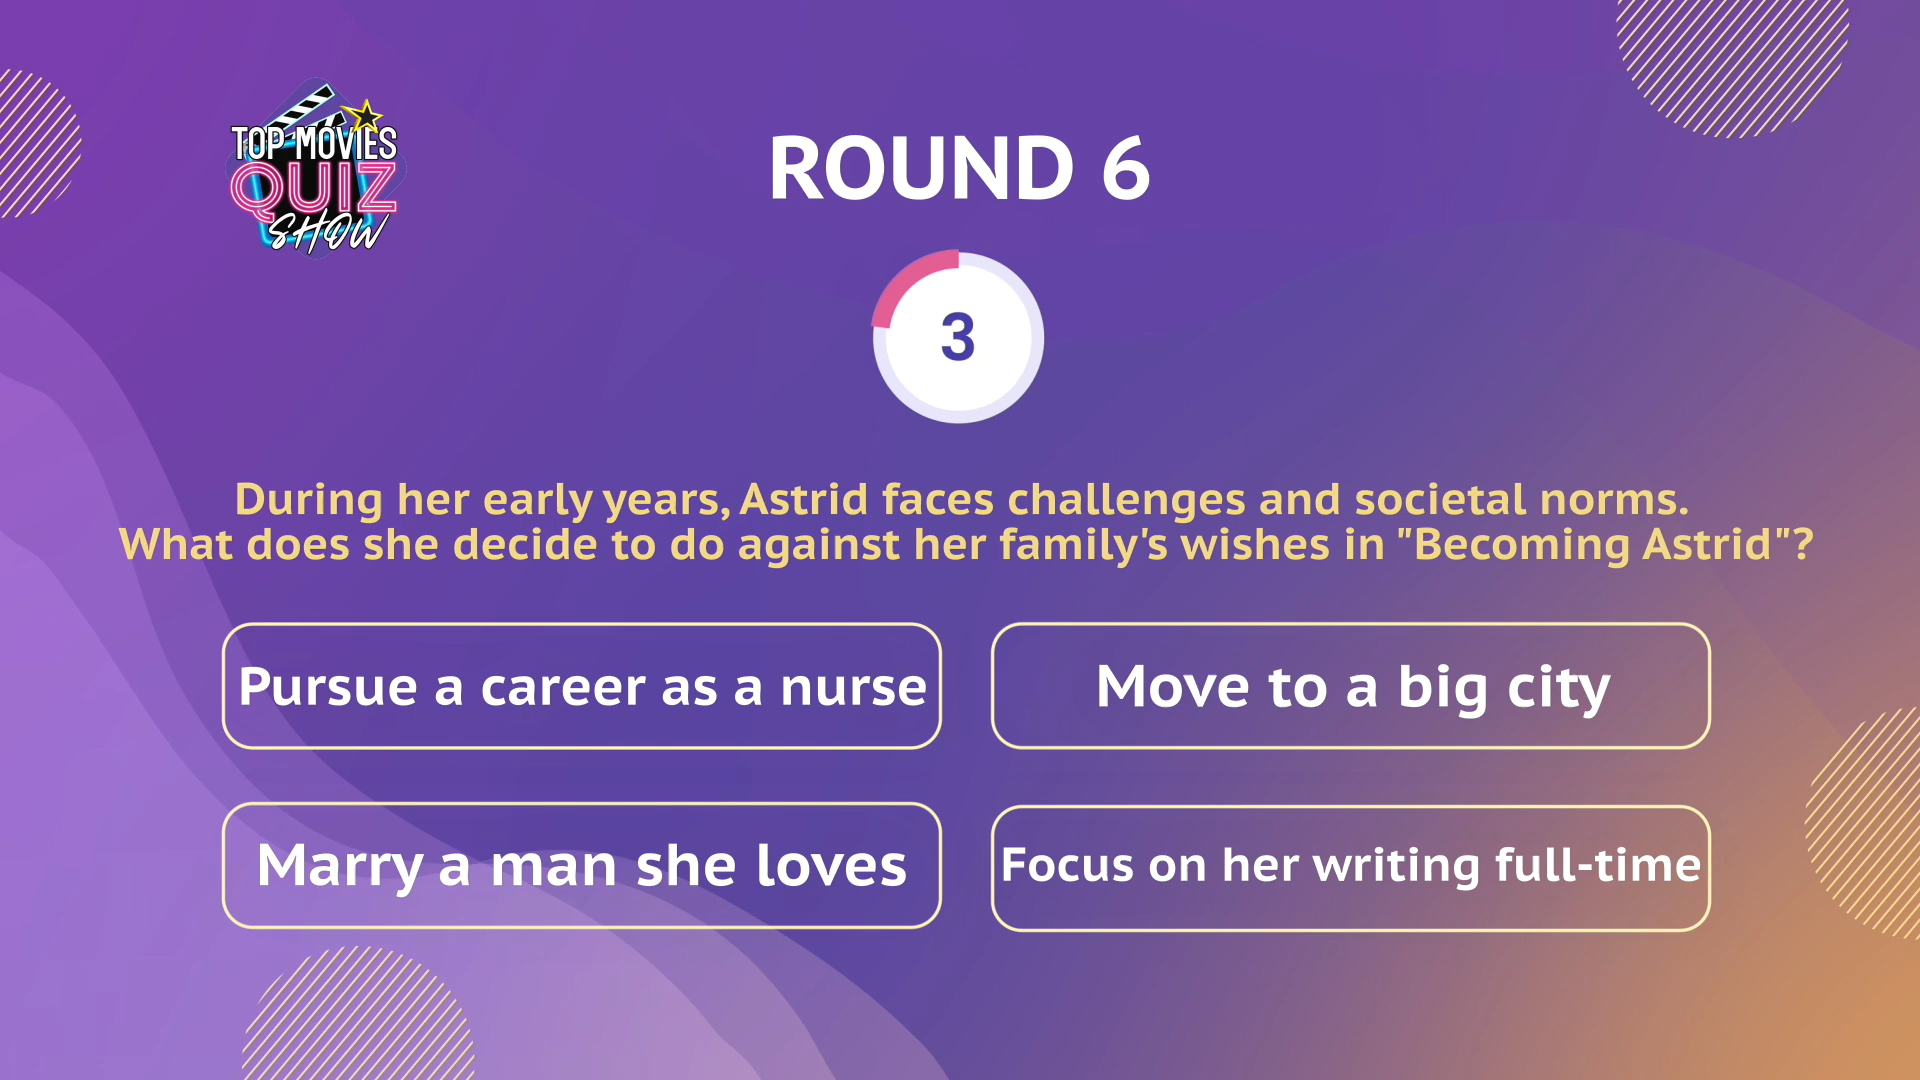 TOP MOVIES
QUIZ
SHOW
ROUND 6
3
During her early years, Astrid faces challenges and societal norms.
What does she decide to do against her family's wishes in "Becoming Astrid"?
Pursue a career as a nurse
Move to a big city
Marry a man she loves
Focus on her writing full-time